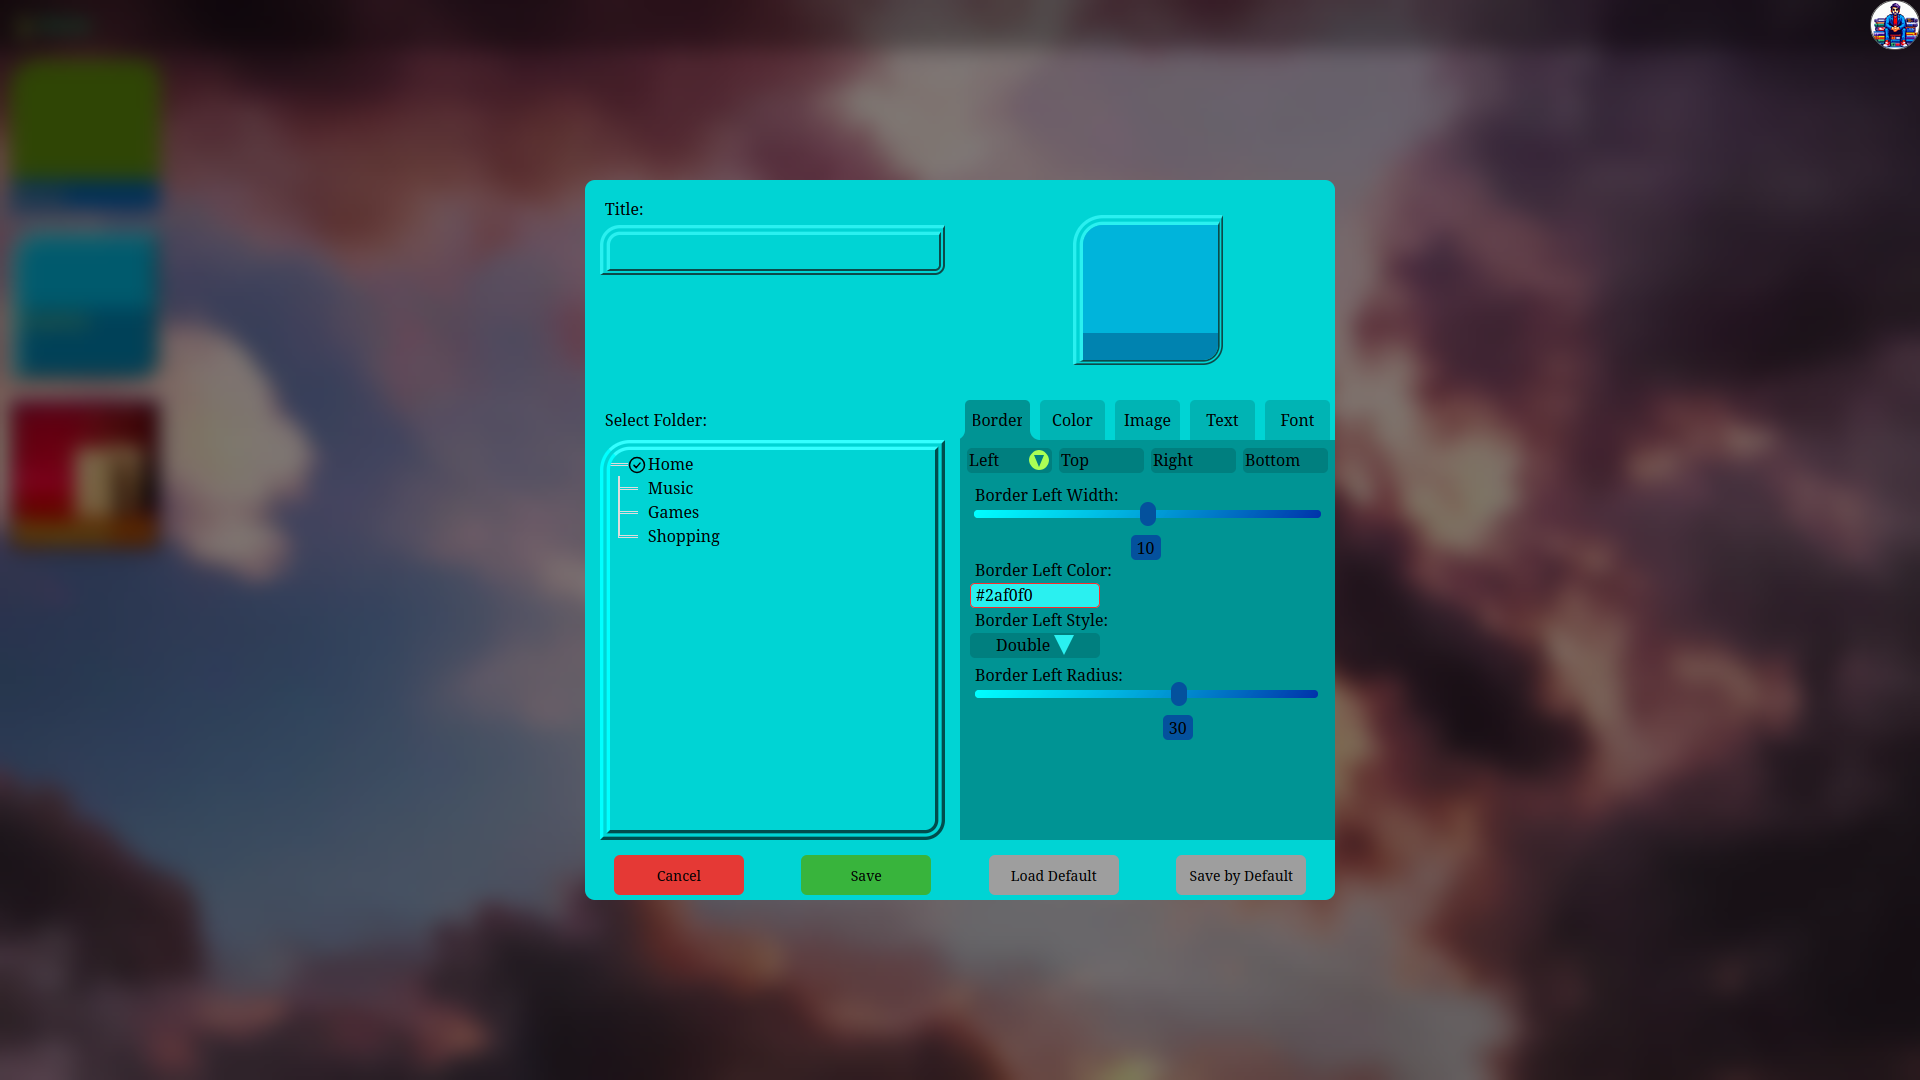 Title:
Select Folder:
Home
Music
Games
Shopping
Border Color Image Text Font
Left Top Right Bottom
Border Left Width:
10
Border Left Color:
#2af0f0
Border Left Style:
Double
Border Left Radius:
30
Cancel Save Load Default Save by Default